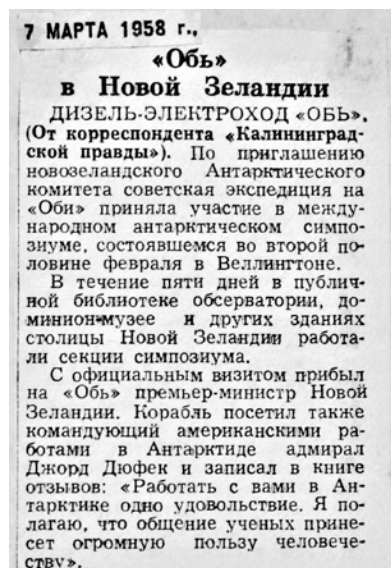 7 МАРТА 1958 г.,
«Обь»
в Новой Зеландии
ДИЗЕЛЬ-ЭЛЕКТРОХОД «ОБЬ».
(От корреспондента «Калининград-
ской правды»). По приглашению
новозеландского Антарктического
комитета советская экспедиция на
«Оби» приняла участие в между-
народном антарктическом симпо-
зиуме, состоявшемся во второй по-
ловине февраля в Веллингтоне.
В течение пяти дней в публич-
ной библиотеке обсерватории, до-
минион-музее и других зданиях
столицы Новой Зеландии работа-
ли секции симпозиума.
С официальным визитом прибыл
на «Обь» премьер-министр Новой
Зеландии. Корабль посетил также
командующий американскими ра-
ботами в Антарктиде адмирал
Джорд Дюфек и записал в книге
отзывов: «Работать с вами в Ан-
тарктике одно удовольствие. Я по-
лагаю, что общение ученых прине-
сет огромную пользу человече-
ству».